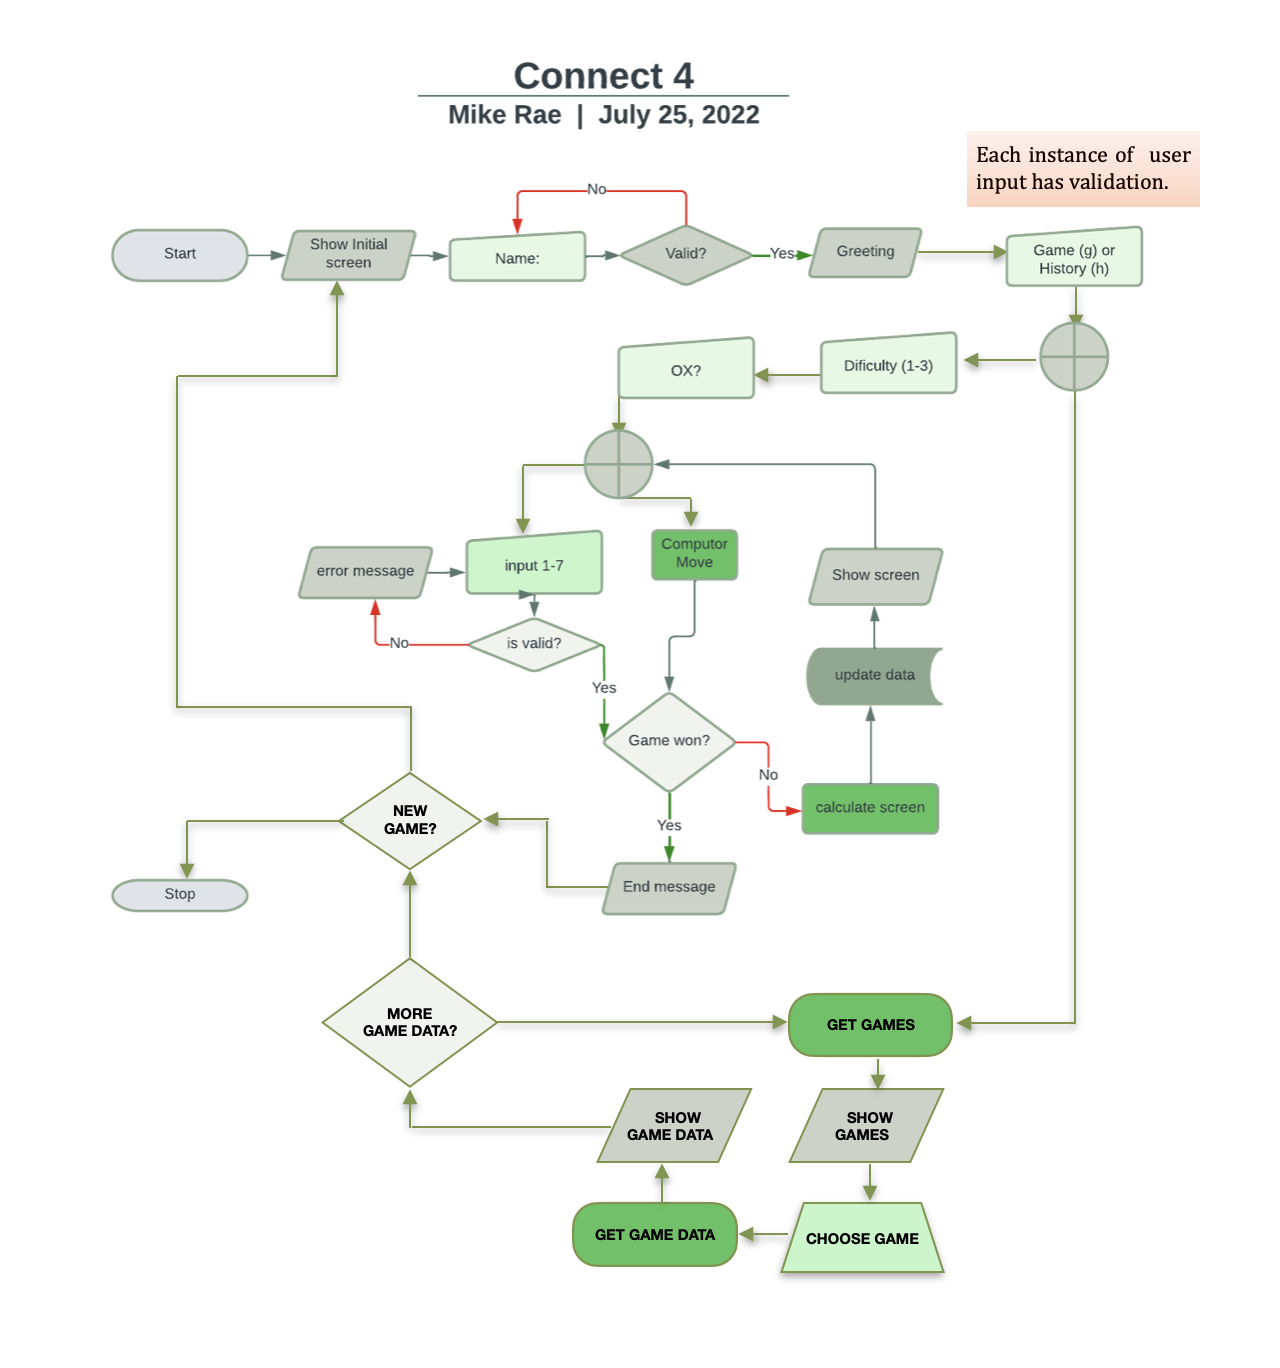 Connect 4
Mike Rae | July 25, 2022
Each instance of user
input has validation.
No
Start
Show Initial
screen
Name:
Valid?
Yes
Greeting
Game (g) or
History (h)
OX?
Dificulty (1-3)
error message
input 1-7
Computor
Move
Show screen
No
is valid?
Yes
update data
Game won?
No
calculate screen
NEW
GAME?
Yes
Stop
End message
MORE
GAME DATA?
GET GAMES
SHOW
GAME DATA
SHOW
GAMES
GET GAME DATA
CHOOSE GAME